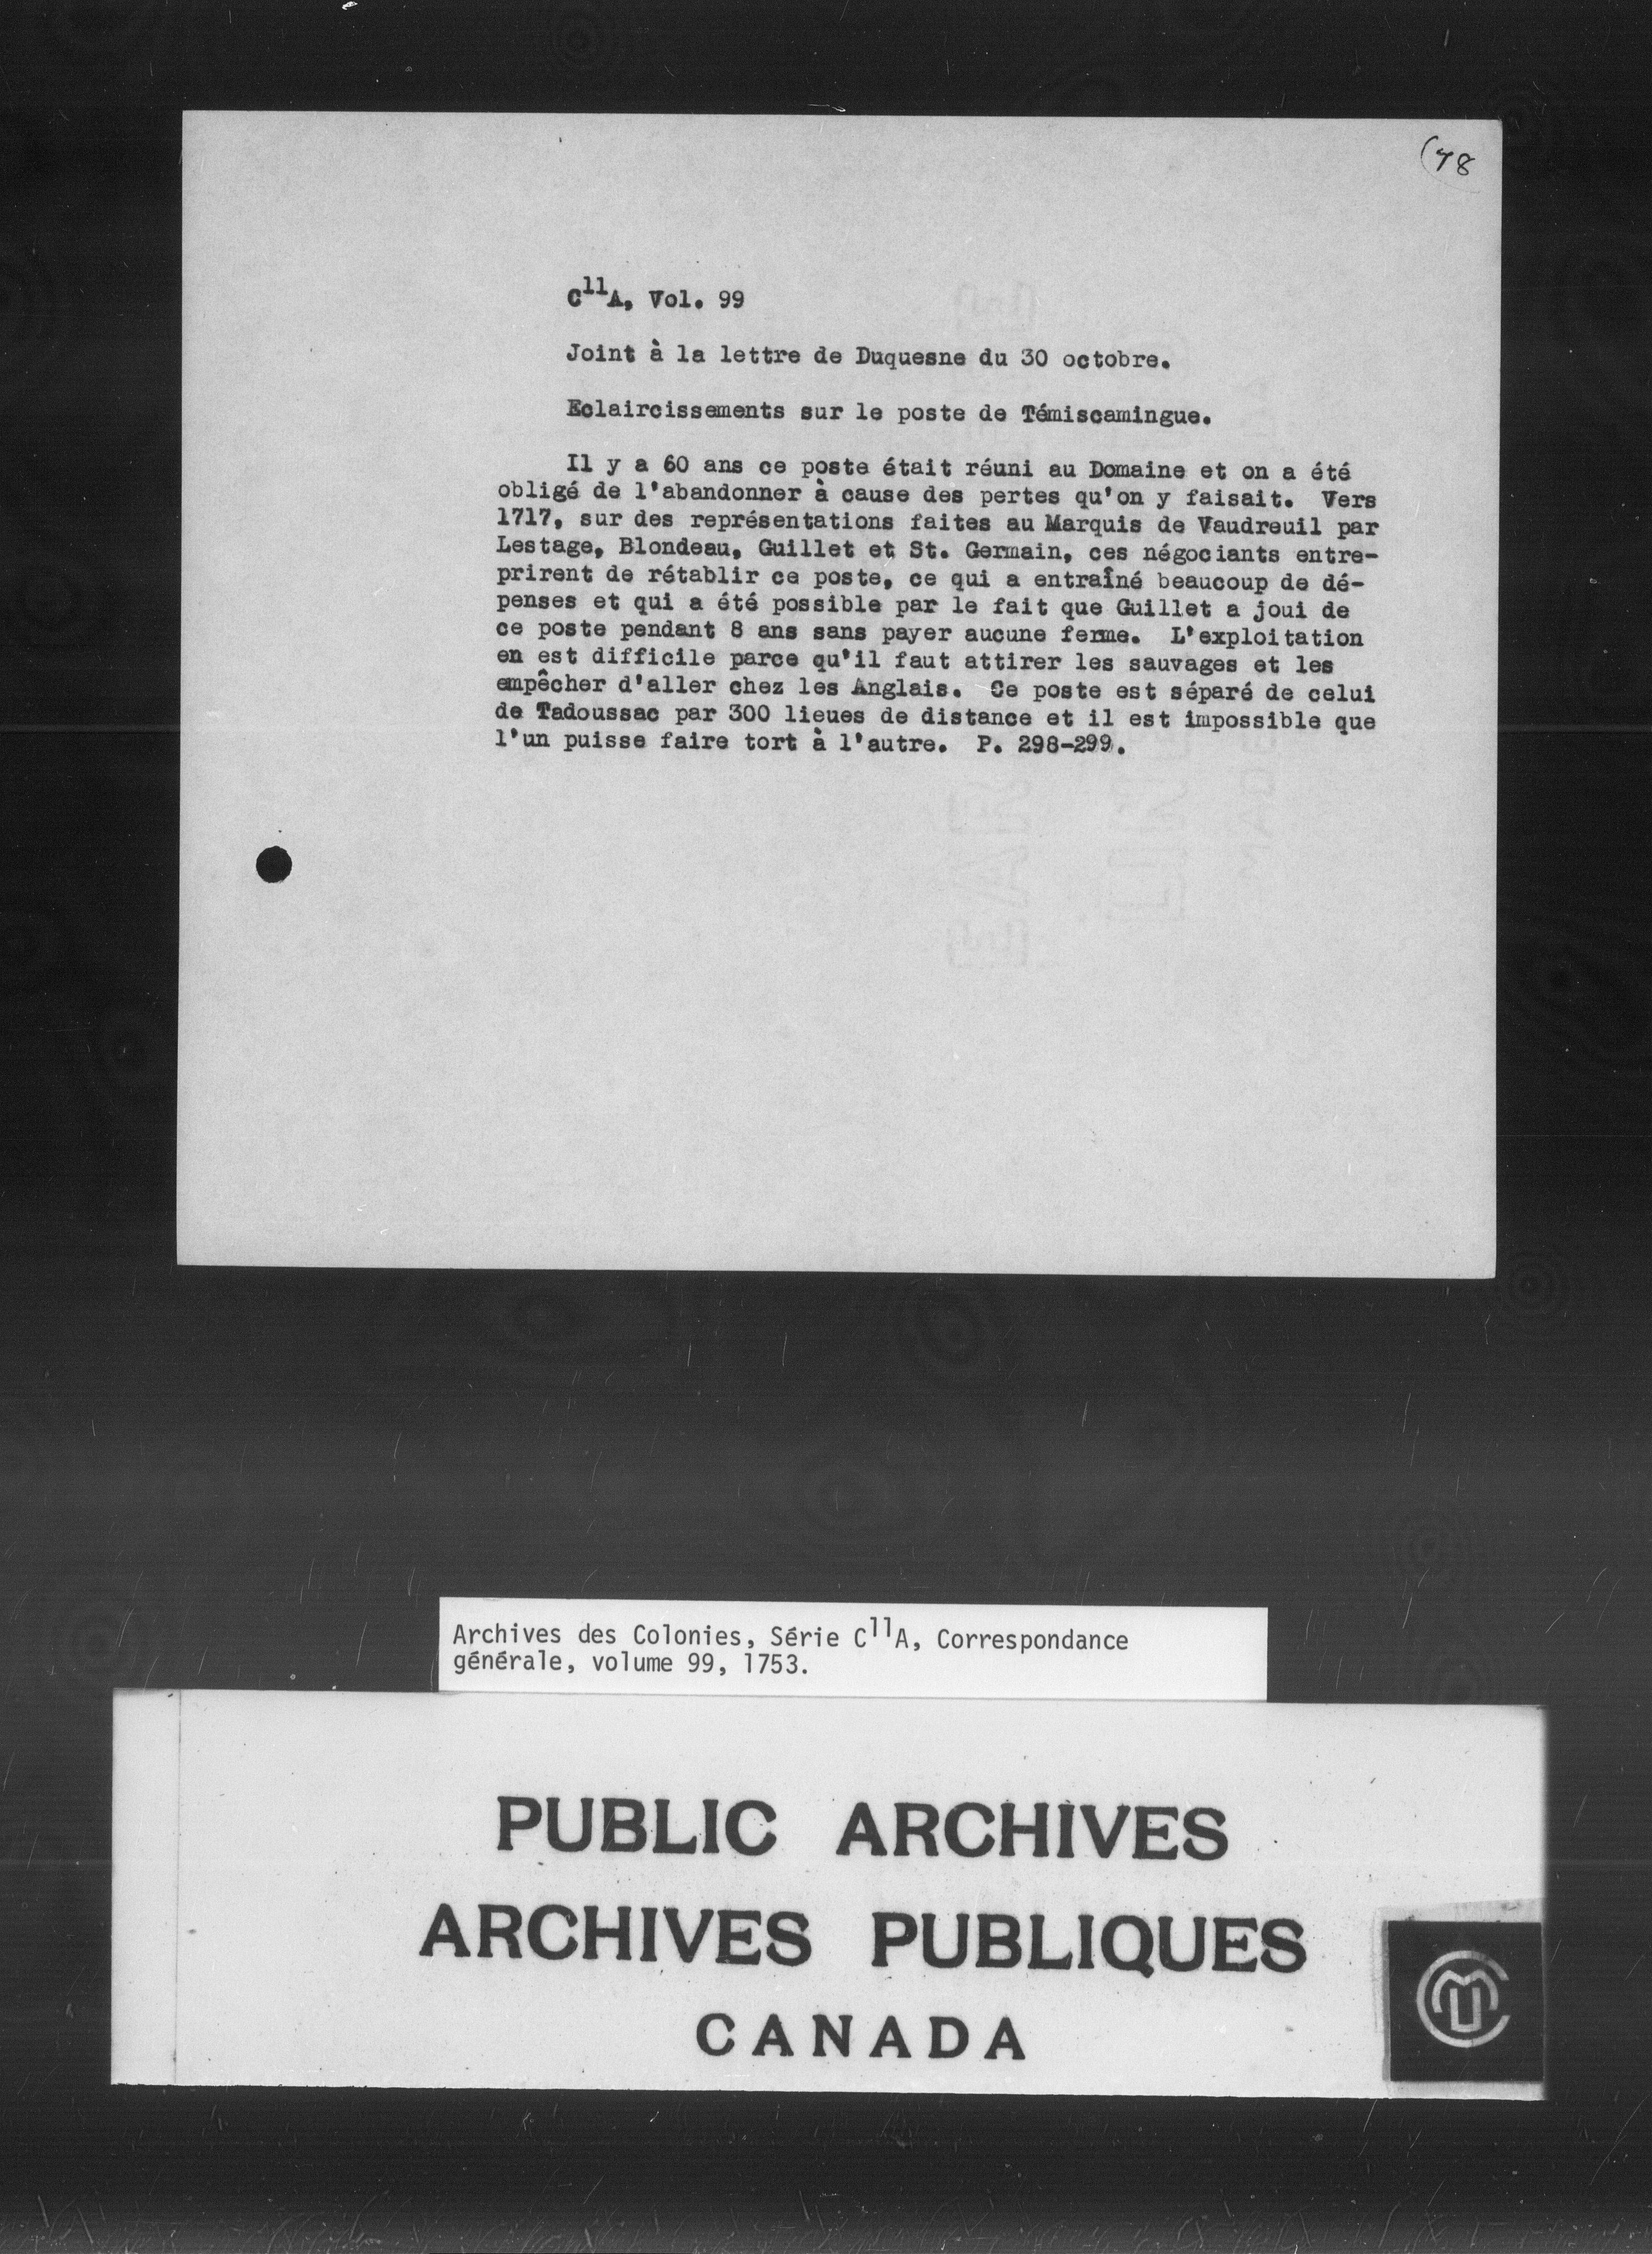 (78
C11A, Vol. 99
Joint à la lettre de Duquesne du 30 octobre.
Eclaircissements sur le poste de Témiscamingue.
Il y a 60 ans ce poste était réuni au Domaine et on a été
obligé de l'abandonner à cause des pertes qu'on y faisait. Vers
1717, sur des représentations faites au Marquis de Vaudreuil par
Lestage, Blondeau, Guillet et St. Germain, ces négociants entre-
prirent de rétablir ce poste, ce qui a entraîné beaucoup de dé-
penses et qui a été possible par le fait que Guillet a joui de
ce poste pendant 8 ans sans payer aucune ferme. L'exploitation
en est difficile parce qu'il faut attirer les sauvages et les
empêcher d'aller chez les Anglais. Ce poste est séparé de celui
de Tadoussac par 300 lieues de distance et il est impossible que
l'un puisse faire tort à l'autre. P. 298-299.
Archives des Colonies, Série C11A, Correspondance
générale, volume 99, 1753.
PUBLIC ARCHIVES
ARCHIVES PUBLIQUES
CANADA